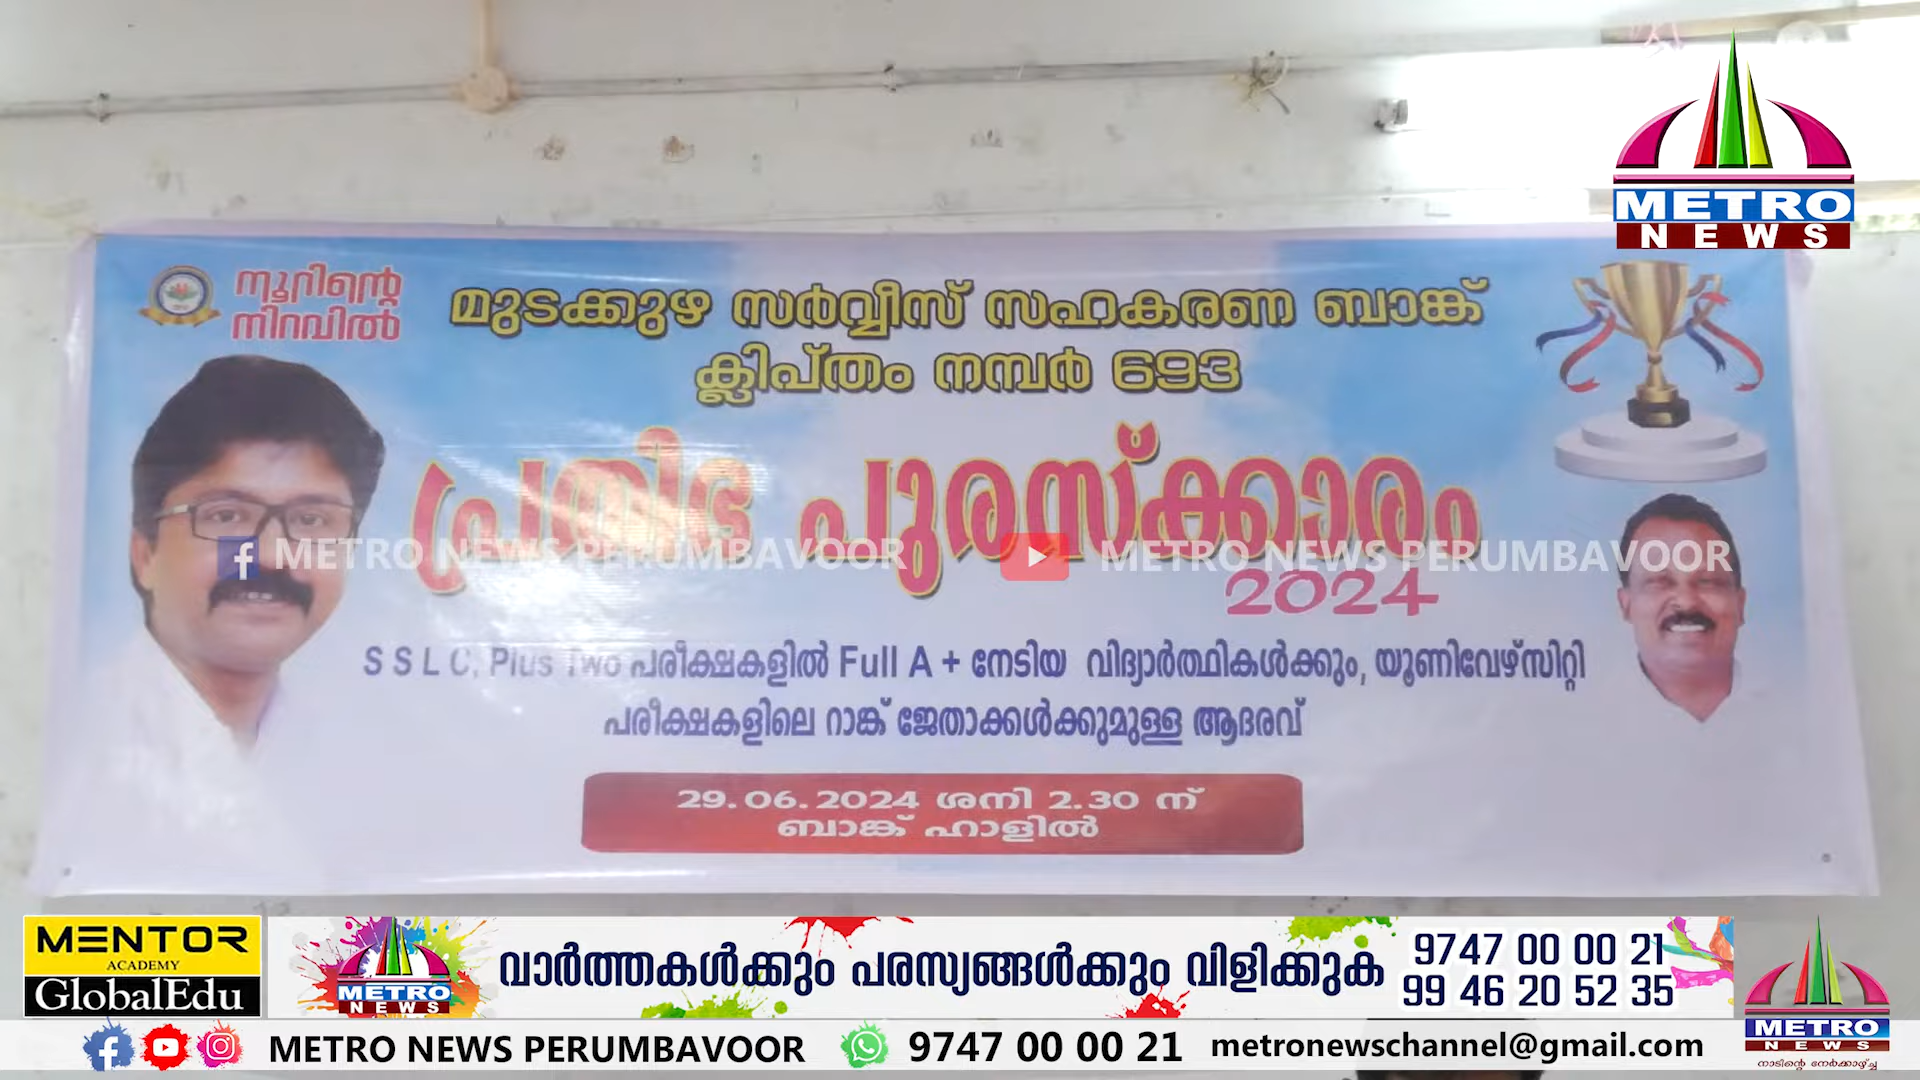 METRO
NEWS
നൂറിന്റെ
നിറവിൽ
മുടക്കുഴ സർവ്വീസ് സഹകരണ ബാങ്ക്
ക്ലിപ്തം നമ്പർ 693
പ്രതിഭ പുരസ്ക്കാരം
2024
METRO NEWS PERUMBAVOOR
METRO NEWS PERUMBAVOOR
S S L C, Plus Two പരീക്ഷകളിൽ Full A + നേടിയ വിദ്യാർത്ഥികൾക്കും, യൂണിവേഴ്സിറ്റി
പരീക്ഷകളിലെ റാങ്ക് ജേതാക്കൾക്കുമുള്ള ആദരവ്
29.06.2024 ശനി 2.30 ന്
ബാങ്ക് ഹാളിൽ
MENTOR
ACADEMY
GlobalEdu
METRO
NEWS
വാർത്തകൾക്കും പരസ്യങ്ങൾക്കും വിളിക്കുക
9747 00 00 21
99 46 20 52 35
METRO NEWS PERUMBAVOOR
9747 00 00 21
metronewschannel@gmail.com
METRO
NEWS
നാടിന്റെ നേർക്കാഴ്ച്ച